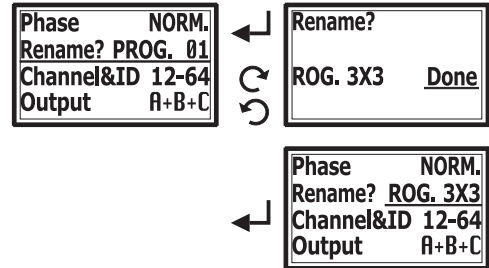 Phase NORM.
Rename? PROG. 01
Channel&ID 12-64
Output A+B+C
Rename?
ROG. 3X3 Done
Phase NORM.
Rename? ROG. 3X3
Channel&ID 12-64
Output A+B+C